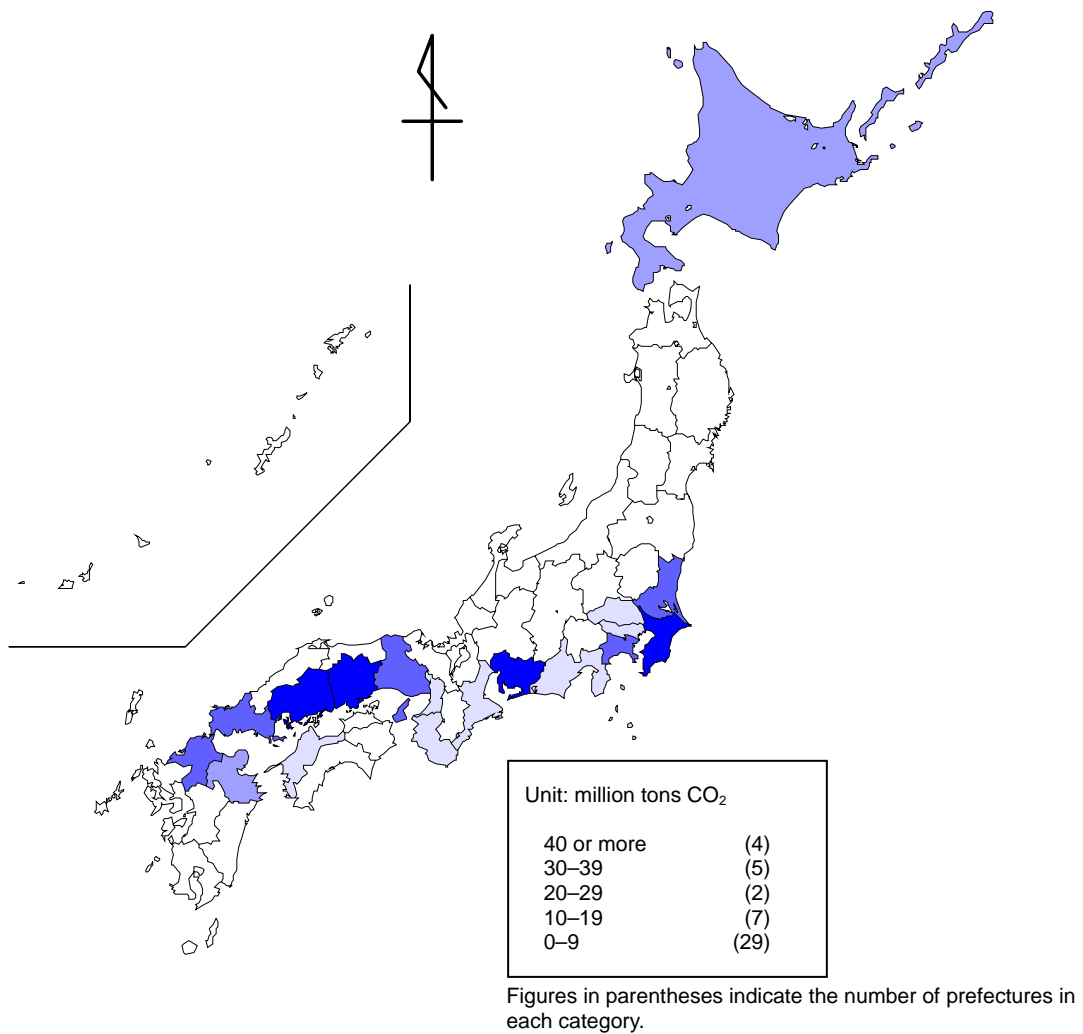 Unit: million tons CO₂
40 or more (4)
30–39 (5)
20–29 (2)
10–19 (7)
0–9 (29)
Figures in parentheses indicate the number of prefectures in
each category.